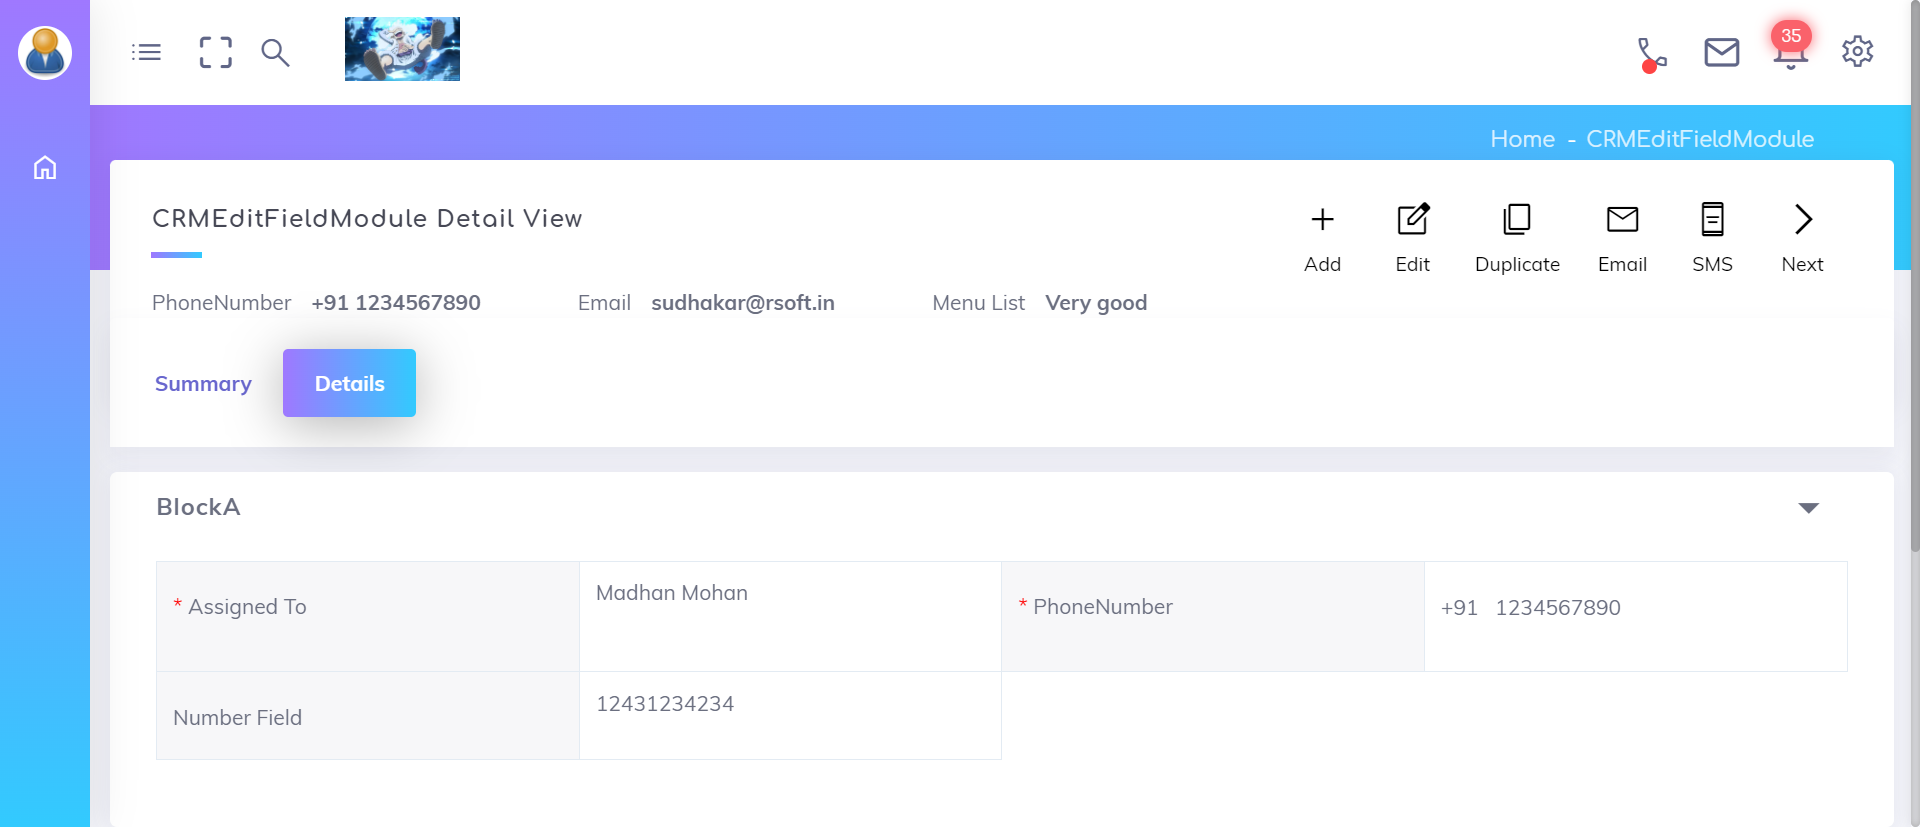 35
Home - CRMEditFieldModule
CRMEditFieldModule Detail View
Add Edit Duplicate Email SMS Next
PhoneNumber +91 1234567890 Email sudhakar@rsoft.in Menu List Very good
Summary Details
BlockA
* Assigned To Madhan Mohan * PhoneNumber +91 1234567890
Number Field 12431234234